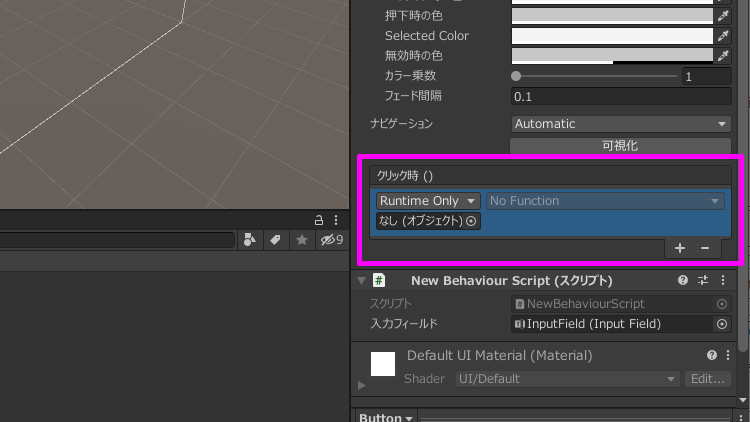 押下時の色
Selected Color
無効時の色
カラー乗数 1
フェード間隔 0.1
ナビゲーション Automatic
可視化
クリック時 ()
Runtime Only No Function
なし (オブジェクト)
9
New Behaviour Script (スクリプト)
スクリプト NewBehaviourScript
入力フィールド InputField (Input Field)
Default UI Material (Material)
Shader UI/Default Edit...
Button